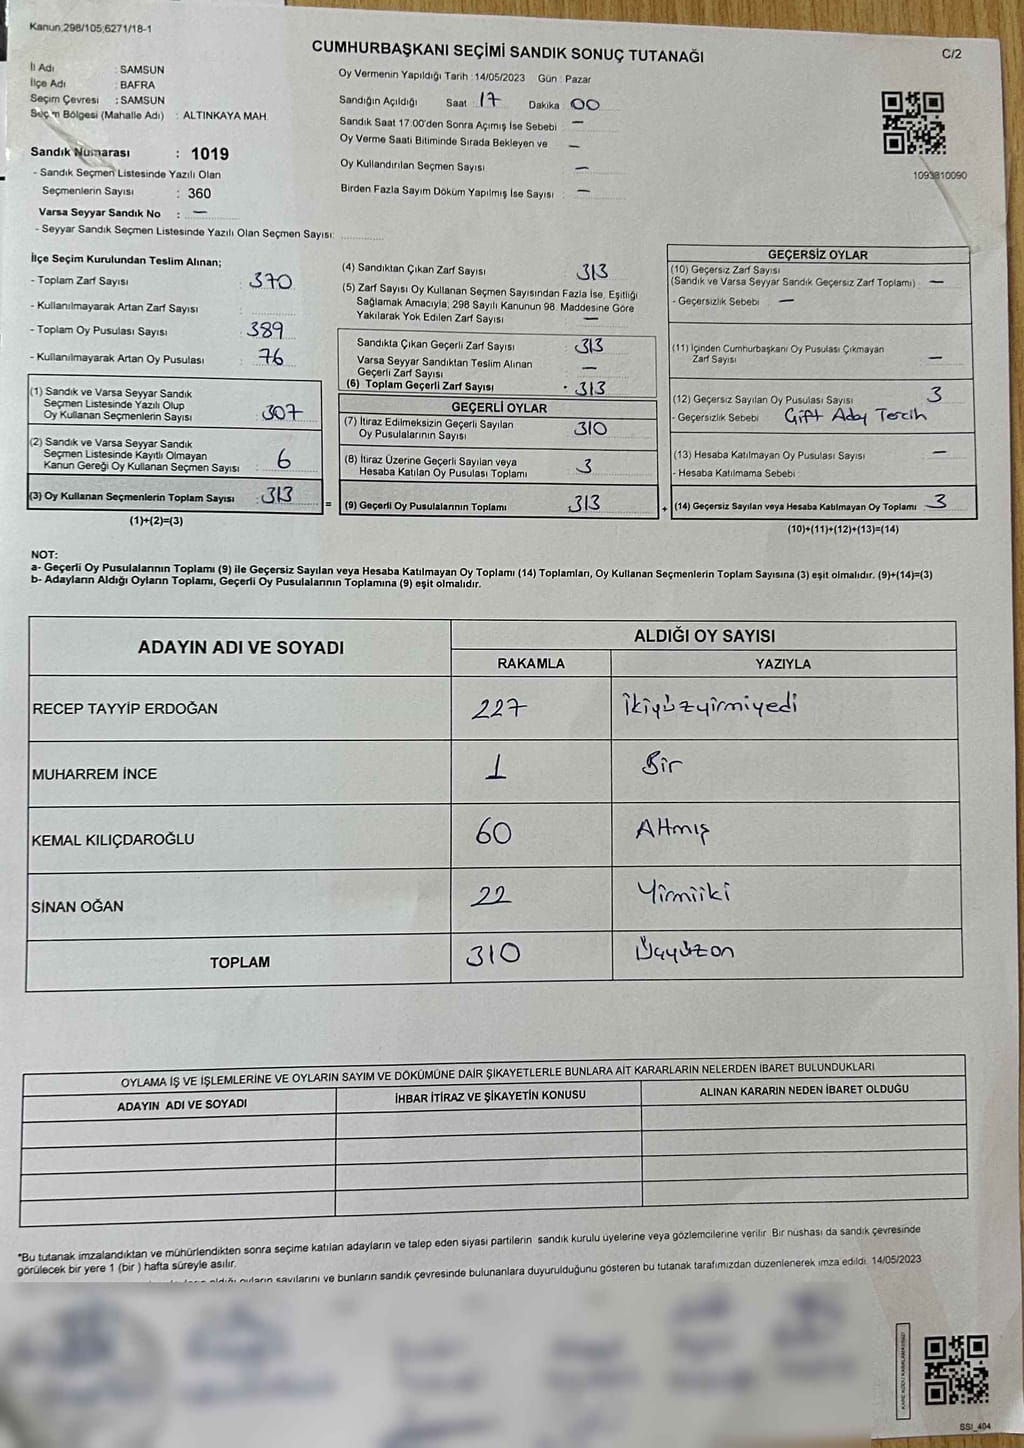 Kanun,298/105,6271/18-1
CUMHURBAŞKANI SEÇİMİ SANDIK SONUÇ TUTANAĞI
C/2
İl Adı : SAMSUN
İlçe Adı : BAFRA
Seçim Çevresi : SAMSUN
Seçim Bölgesi (Mahalle Adı) : ALTINKAYA MAH.
Sandık Numarası : 1019
- Sandık Seçmen Listesinde Yazılı Olan
Seçmenlerin Sayısı : 360
Varsa Seyyar Sandık No : —
- Seyyar Sandık Seçmen Listesinde Yazılı Olan Seçmen Sayısı:
Oy Vermenin Yapıldığı Tarih : 14/05/2023 Gün : Pazar
Sandığın Açıldığı Saat : 17 Dakika 00
Sandık Saat 17:00'den Sonra Açımış İse Sebebi : —
Oy Verme Saati Bitiminde Sırada Bekleyen ve —
Oy Kullandırılan Seçmen Sayısı —
Birden Fazla Sayım Döküm Yapılmış İse Sayısı : —
1093810090
İlçe Seçim Kurulundan Teslim Alınan;
- Toplam Zarf Sayısı : 370
- Kullanılmayarak Artan Zarf Sayısı :
- Toplam Oy Pusulası Sayısı : 389
- Kullanılmayarak Artan Oy Pusulası : 76
(1) Sandık ve Varsa Seyyar Sandık
Seçmen Listesinde Yazılı Olup
Oy Kullanan Seçmenlerin Sayısı : 307
(2) Sandık ve Varsa Seyyar Sandık
Seçmen Listesinde Kayıtlı Olmayan
Kanun Gereği Oy Kullanan Seçmen Sayısı : 6
(3) Oy Kullanan Seçmenlerin Toplam Sayısı : 313
(1)+(2)=(3)
(4) Sandıktan Çıkan Zarf Sayısı 313
(5) Zarf Sayısı Oy Kullanan Seçmen Sayısından Fazla İse, Eşitliği
Sağlamak Amacıyla, 298 Sayılı Kanunun 98. Maddesine Göre
Yakılarak Yok Edilen Zarf Sayısı : —
Sandıkta Çıkan Geçerli Zarf Sayısı : 313
Varsa Seyyar Sandıktan Teslim Alınan
Geçerli Zarf Sayısı : —
(6) Toplam Geçerli Zarf Sayısı : 313
GEÇERLİ OYLAR
(7) İtiraz Edilmeksizin Geçerli Sayılan
Oy Pusulalarının Sayısı : 310
(8) İtiraz Üzerine Geçerli Sayılan veya
Hesaba Katılan Oy Pusulası Toplamı : 3
= (9) Geçerli Oy Pusulalarının Toplamı : 313
GEÇERSİZ OYLAR
(10) Geçersiz Zarf Sayısı
(Sandık ve Varsa Seyyar Sandık Geçersiz Zarf Toplamı) : —
- Geçersizlik Sebebi : —
(11) İçinden Cumhurbaşkanı Oy Pusulası Çıkmayan
Zarf Sayısı : —
(12) Geçersiz Sayılan Oy Pusulası Sayısı : 3
- Geçersizlik Sebebi : Çift Aday Tercih
(13) Hesaba Katılmayan Oy Pusulası Sayısı : —
- Hesaba Katılmama Sebebi :
+ (14) Geçersiz Sayılan veya Hesaba Katılmayan Oy Toplamı : 3
(10)+(11)+(12)+(13)=(14)
NOT:
a- Geçerli Oy Pusulalarının Toplamı (9) ile Geçersiz Sayılan veya Hesaba Katılmayan Oy Toplamı (14) Toplamları, Oy Kullanan Seçmenlerin Toplam Sayısına (3) eşit olmalıdır. (9)+(14)=(3)
b- Adayların Aldığı Oyların Toplamı, Geçerli Oy Pusulalarının Toplamına (9) eşit olmalıdır.
ADAYIN ADI VE SOYADI
ALDIĞI OY SAYISI
RAKAMLA YAZIYLA
RECEP TAYYİP ERDOĞAN 227 İkiyüzyirmiyedi
MUHARREM İNCE 1 Bir
KEMAL KILIÇDAROĞLU 60 Altmış
SİNAN OĞAN 22 Yirmiiki
TOPLAM 310 Üçyüzon
OYLAMA İŞ VE İŞLEMLERİNE VE OYLARIN SAYIM VE DÖKÜMÜNE DAİR ŞİKAYETLERLE BUNLARA AİT KARARLARIN NELERDEN İBARET BULUNDUKLARI
ADAYIN ADI VE SOYADI İHBAR İTİRAZ VE ŞİKAYETİN KONUSU ALINAN KARARIN NEDEN İBARET OLDUĞU
*Bu tutanak imzalandıktan ve mühürlendikten sonra seçime katılan adayların ve talep eden siyasi partilerin sandık kurulu üyelerine veya gözlemcilerine verilir. Bir nüshası da sandık çevresinde
görülecek bir yere 1 (bir ) hafta süreyle asılır.
oyların sayılarını ve bunların sandık çevresinde bulunanlara duyurulduğunu gösteren bu tutanak tarafımızdan düzenlenerek imza edildi. 14/05/2023
SSI_404